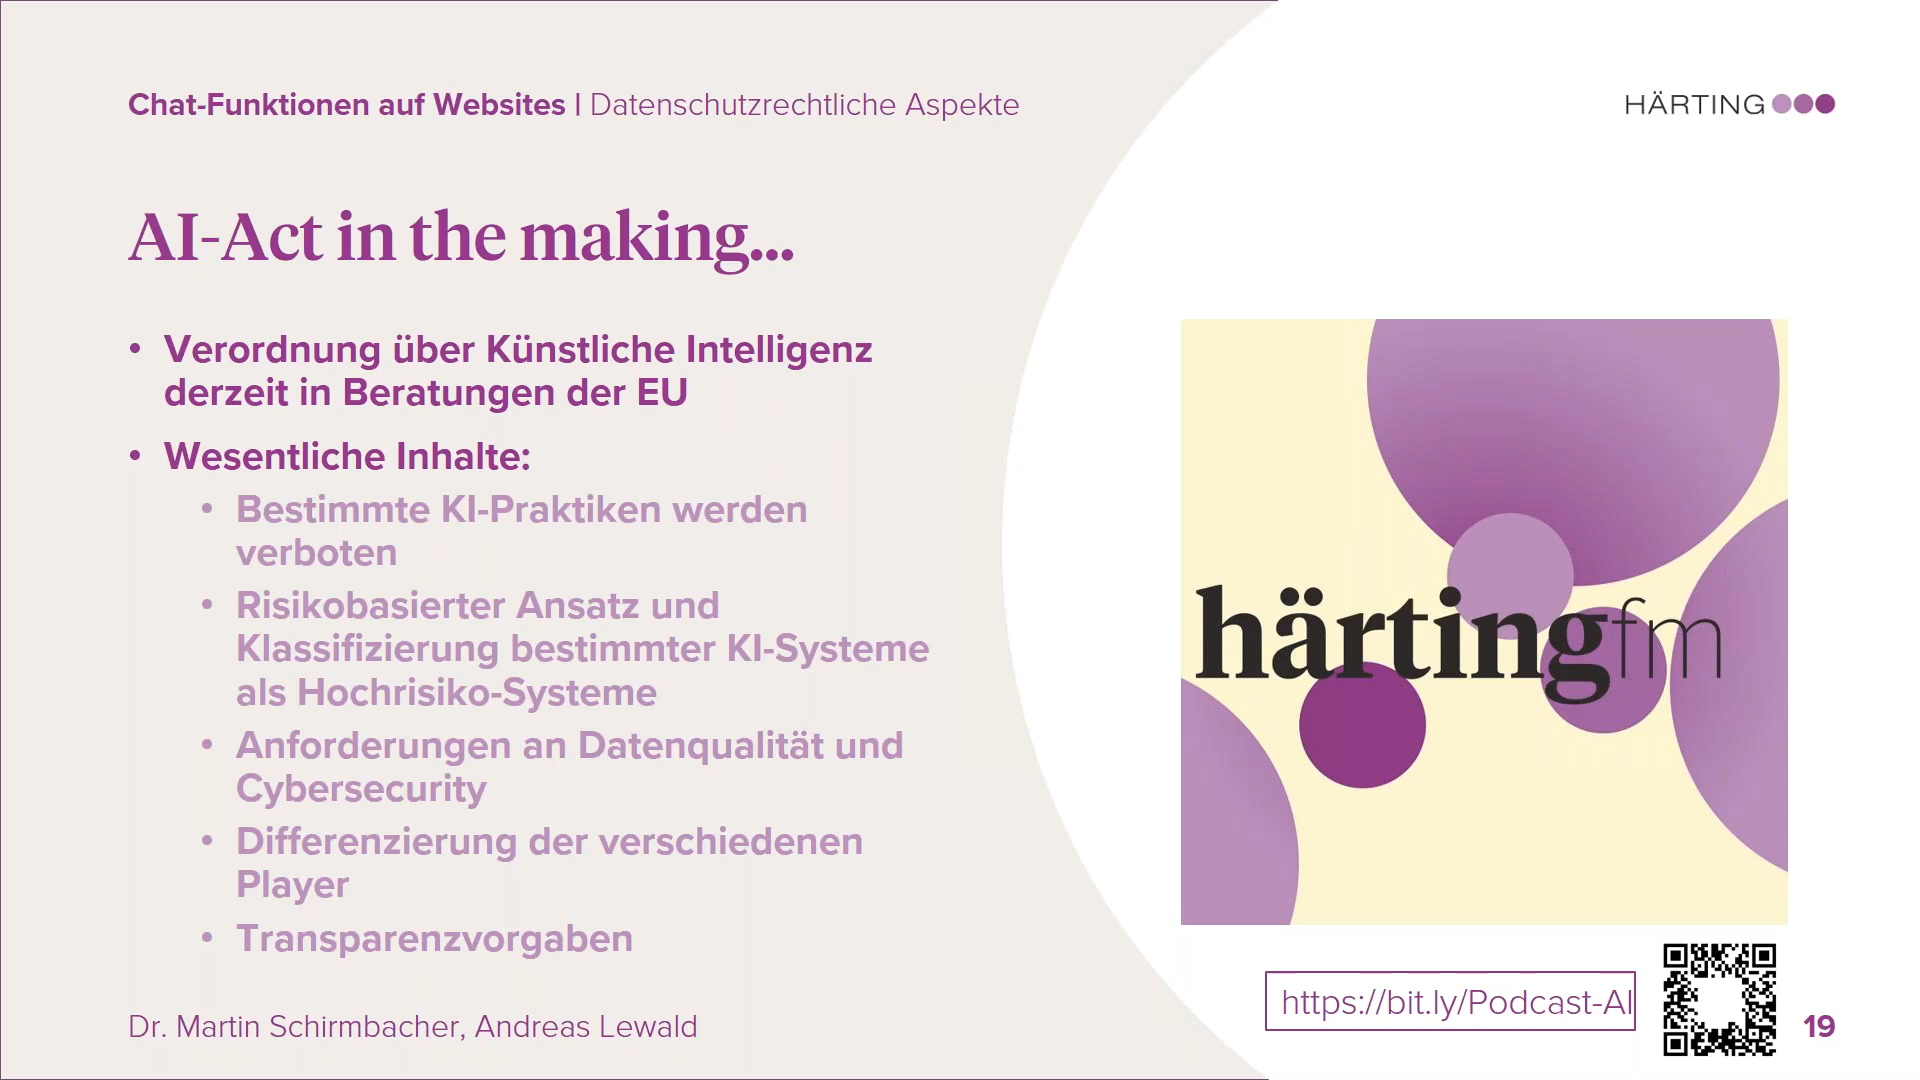 Chat-Funktionen auf Websites | Datenschutzrechtliche Aspekte
HÄRTING
AI-Act in the making...
• Verordnung über Künstliche Intelligenz
derzeit in Beratungen der EU
• Wesentliche Inhalte:
• Bestimmte KI-Praktiken werden
verboten
• Risikobasierter Ansatz und
Klassifizierung bestimmter KI-Systeme
als Hochrisiko-Systeme
• Anforderungen an Datenqualität und
Cybersecurity
• Differenzierung der verschiedenen
Player
• Transparenzvorgaben
härtingfm
https://bit.ly/Podcast-AI
Dr. Martin Schirmbacher, Andreas Lewald
19